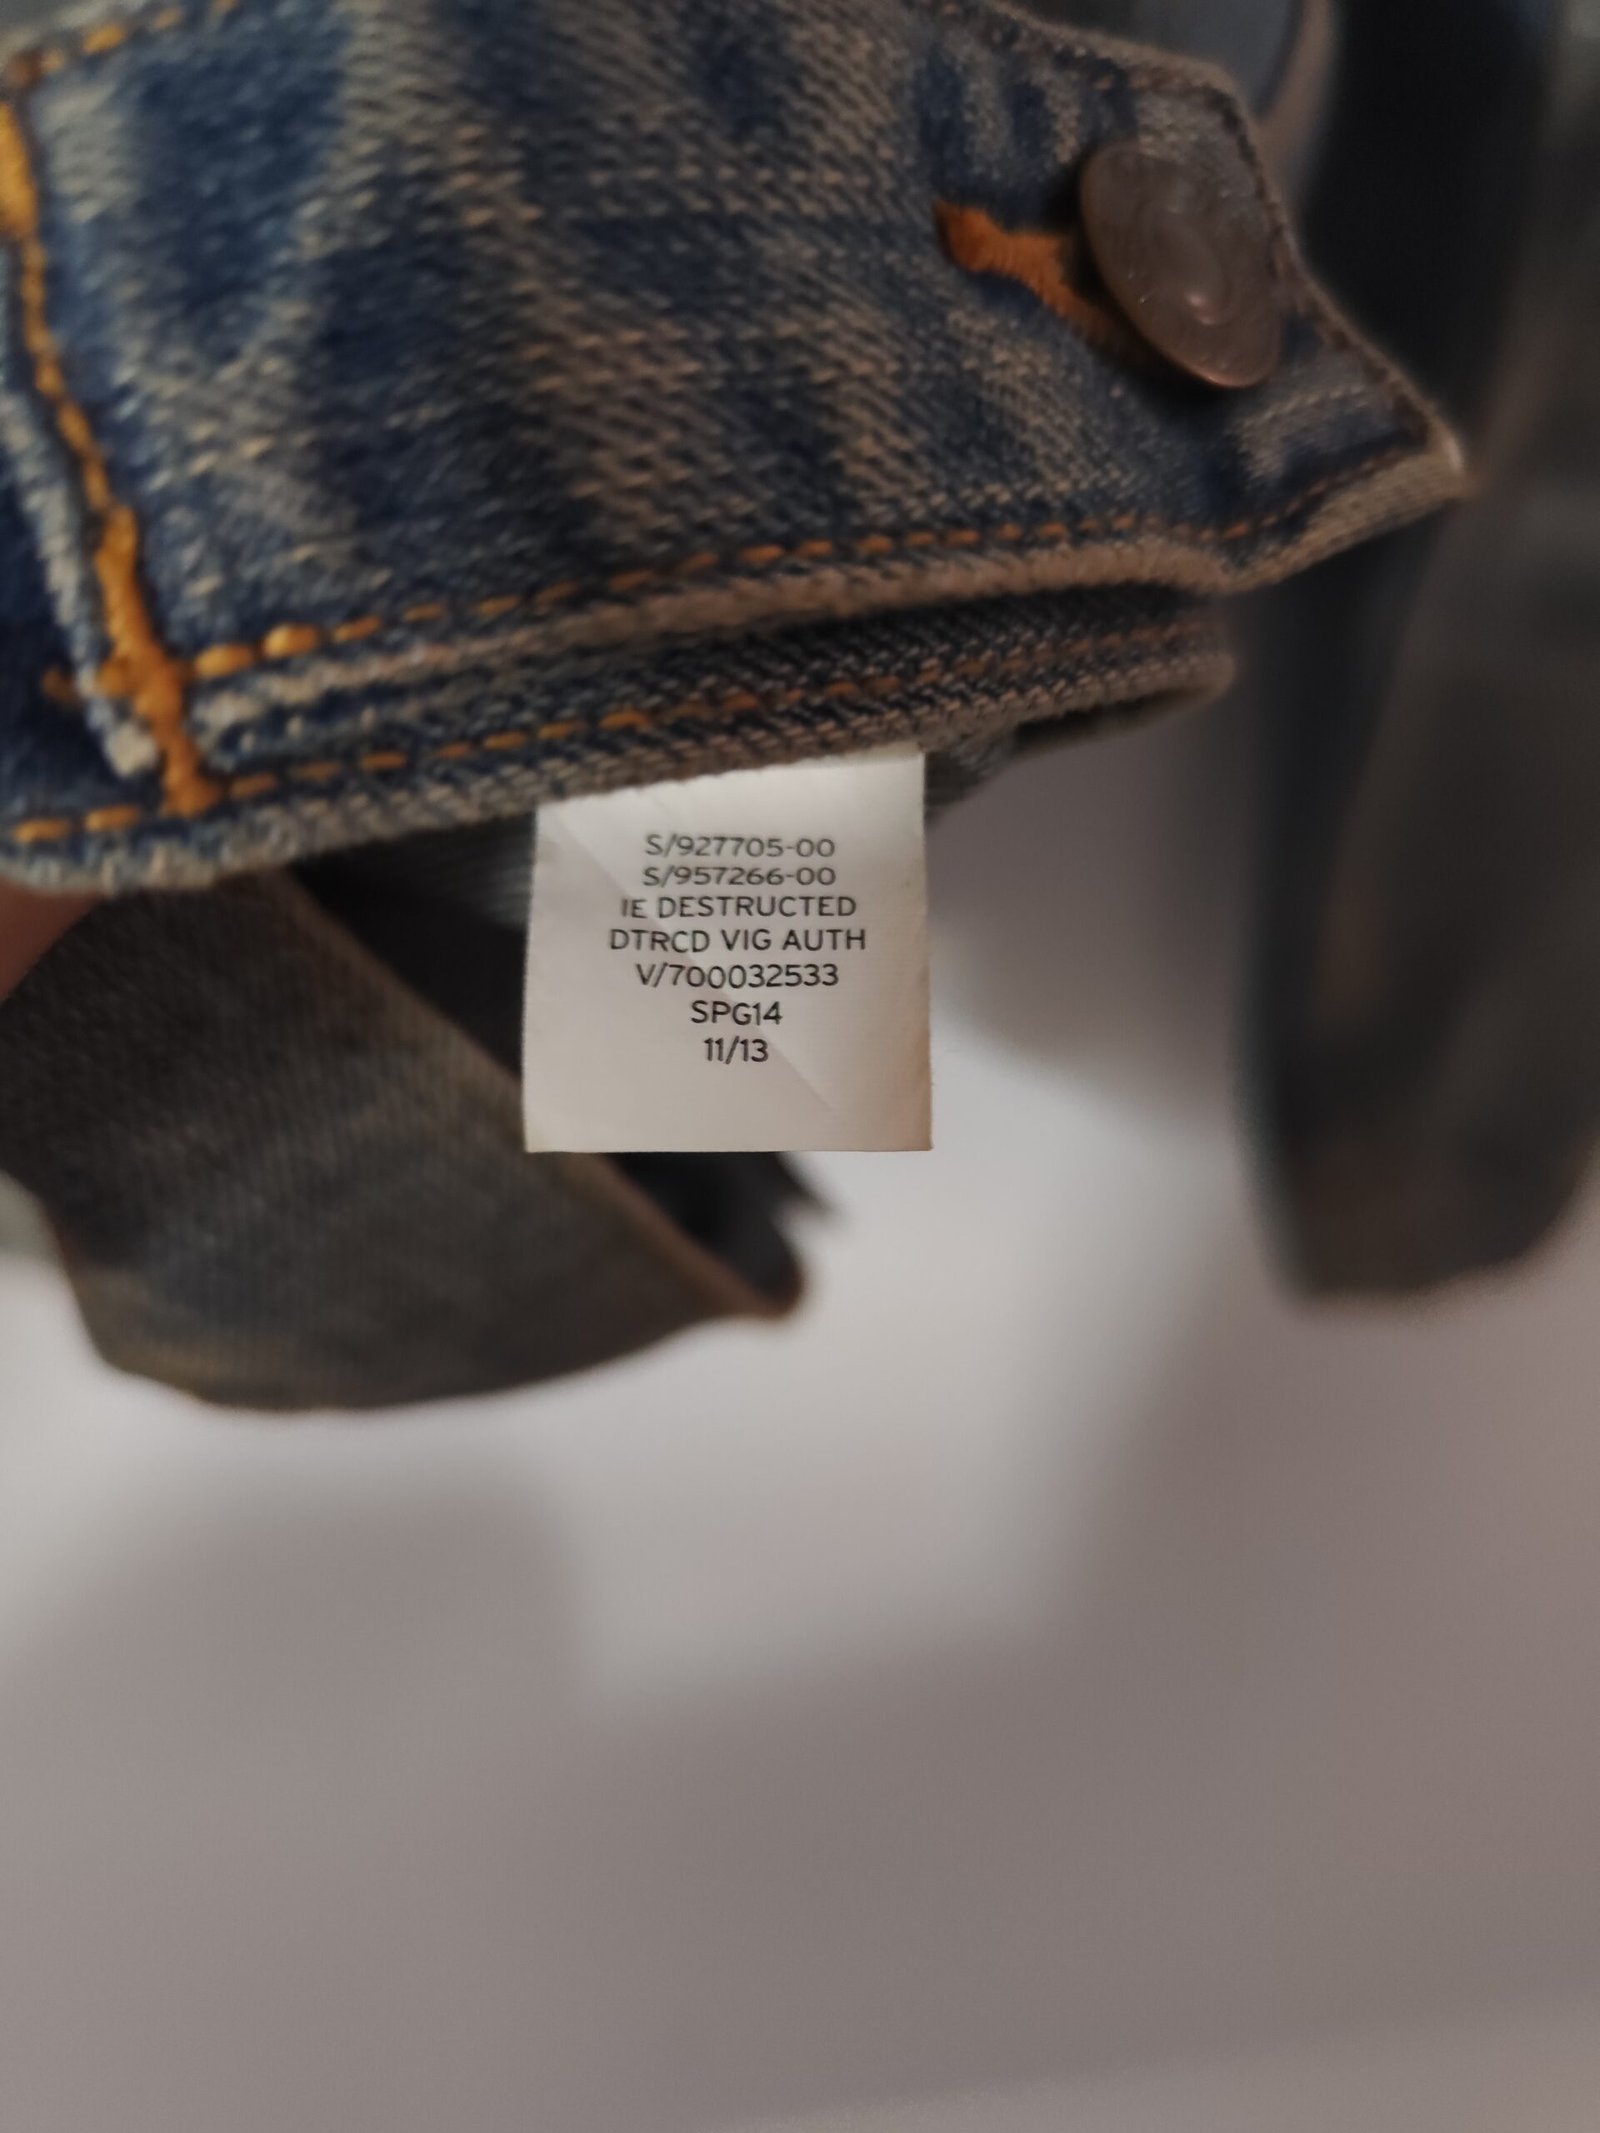 S/927705-00
S/957266-00
IE DESTRUCTED
DTRCD VIG AUTH
V/700032533
SPG14
11/13